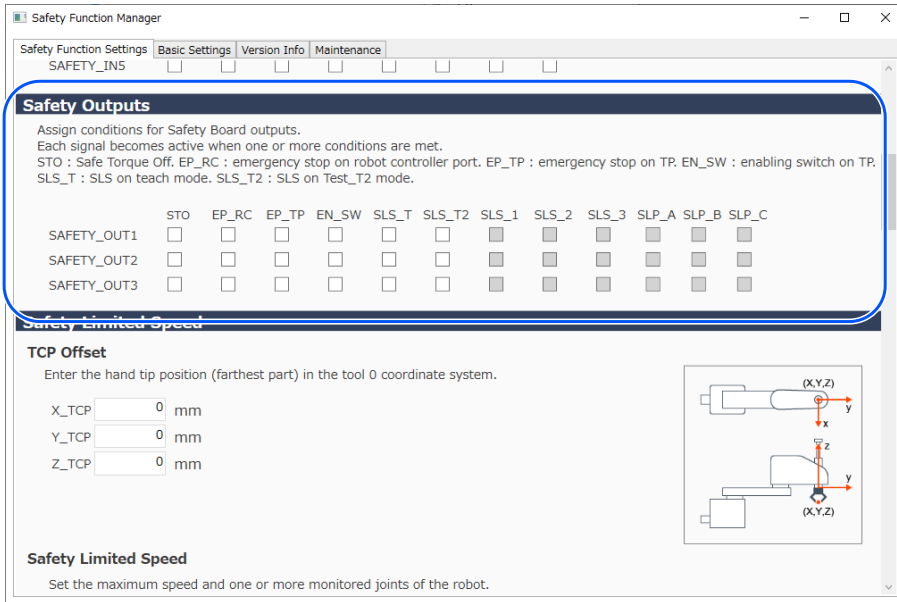 Safety Function Manager
Safety Function Settings Basic Settings Version Info Maintenance
SAFETY_IN5
Safety Outputs
Assign conditions for Safety Board outputs.
Each signal becomes active when one or more conditions are met.
STO : Safe Torque Off. EP_RC : emergency stop on robot controller port. EP_TP : emergency stop on TP. EN_SW : enabling switch on TP.
SLS_T : SLS on teach mode. SLS_T2 : SLS on Test_T2 mode.
STO EP_RC EP_TP EN_SW SLS_T SLS_T2 SLS_1 SLS_2 SLS_3 SLP_A SLP_B SLP_C
SAFETY_OUT1
SAFETY_OUT2
SAFETY_OUT3
Safety Limited Speed
TCP Offset
Enter the hand tip position (farthest part) in the tool 0 coordinate system.
X_TCP 0 mm
Y_TCP 0 mm
Z_TCP 0 mm
(X,Y,Z)
y
x
z
y
(X,Y,Z)
Safety Limited Speed
Set the maximum speed and one or more monitored joints of the robot.